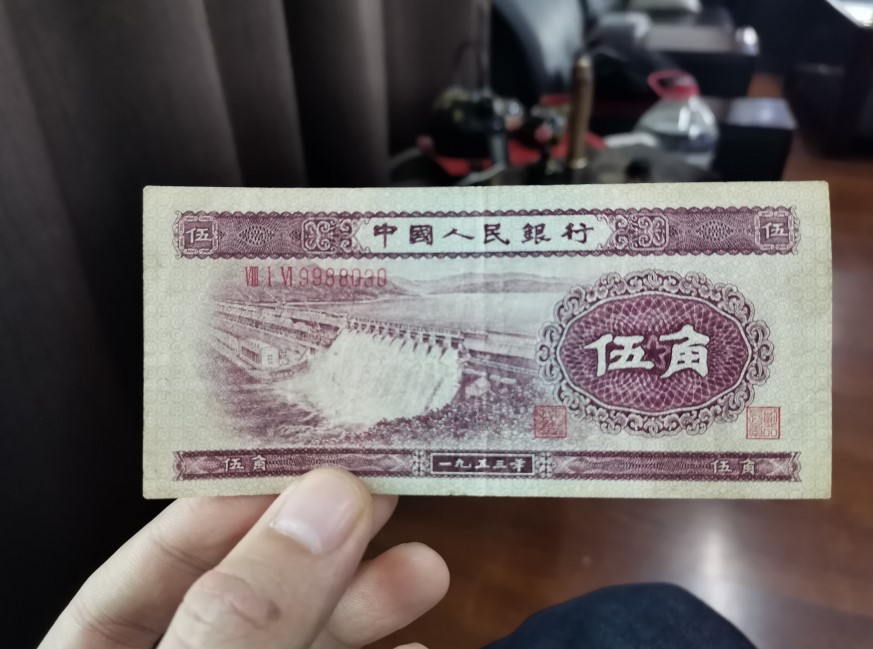 伍 中國人民銀行 伍
VIII I VI 9998030
伍角
伍角 一九五三年 伍角